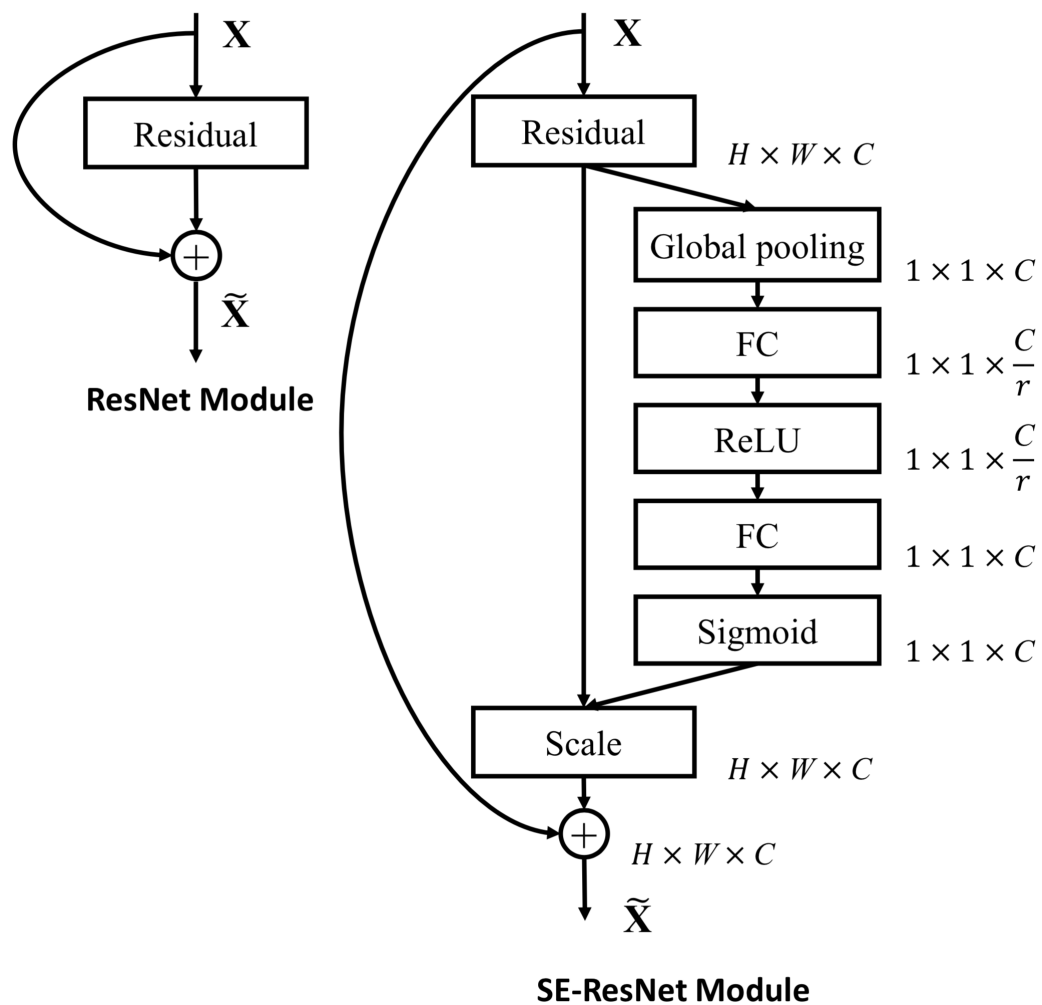 X
Residual
+
X̃
ResNet Module
X
Residual
H × W × C
Global pooling
1 × 1 × C
FC
1 × 1 × C/r
ReLU
1 × 1 × C/r
FC
1 × 1 × C
Sigmoid
1 × 1 × C
Scale
H × W × C
+
H × W × C
X̃
SE-ResNet Module